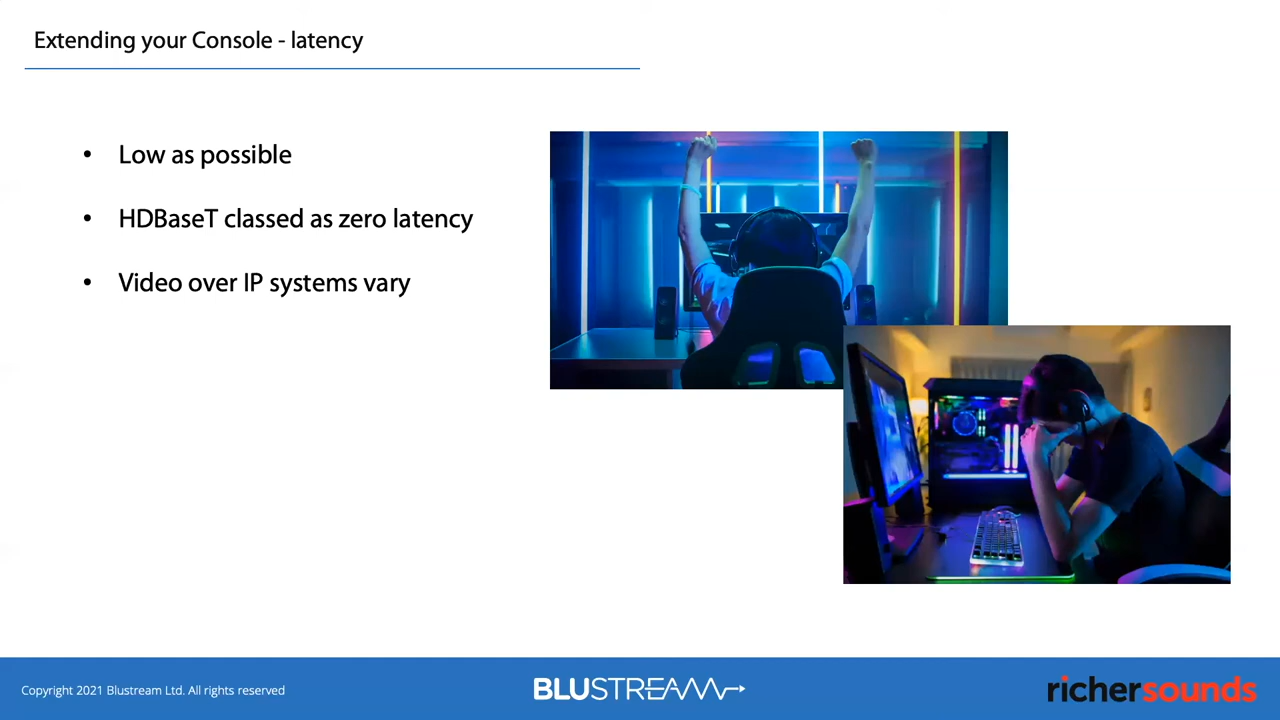 Extending your Console - latency
• Low as possible
• HDBaseT classed as zero latency
• Video over IP systems vary
Copyright 2021 Blustream Ltd. All rights reserved
BLUSTREAM
richersounds